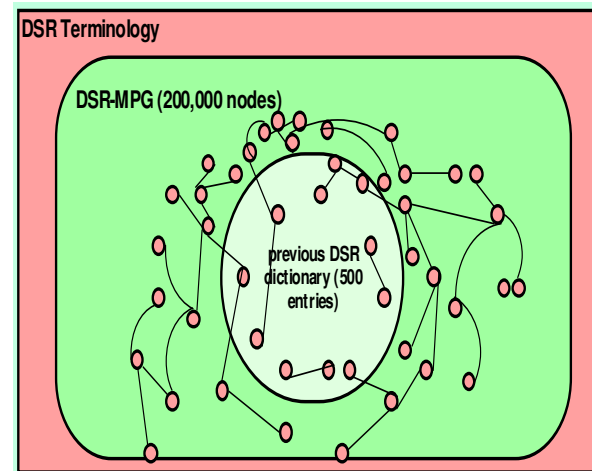 DSR Terminology
DSR-MPG (200,000 nodes)
previous DSR
dictionary (500
entries)